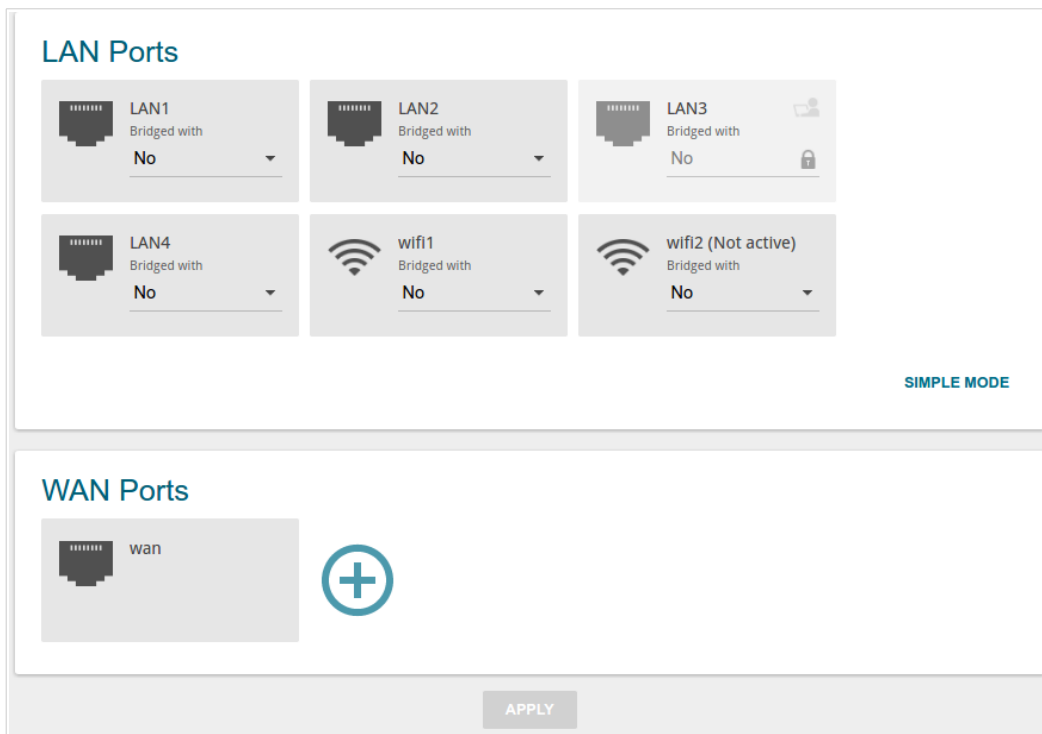 LAN Ports
LAN1
Bridged with
No
LAN2
Bridged with
No
LAN3
Bridged with
No
LAN4
Bridged with
No
wifi1
Bridged with
No
wifi2 (Not active)
Bridged with
No
SIMPLE MODE
WAN Ports
wan
APPLY